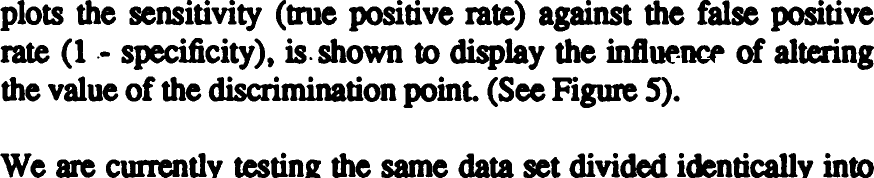 plots the sensitivity (true positive rate) against the false positive
rate (1 - specificity), is shown to display the influence of altering
the value of the discrimination point. (See Figure 5).
We are currently testing the same data set divided identically into